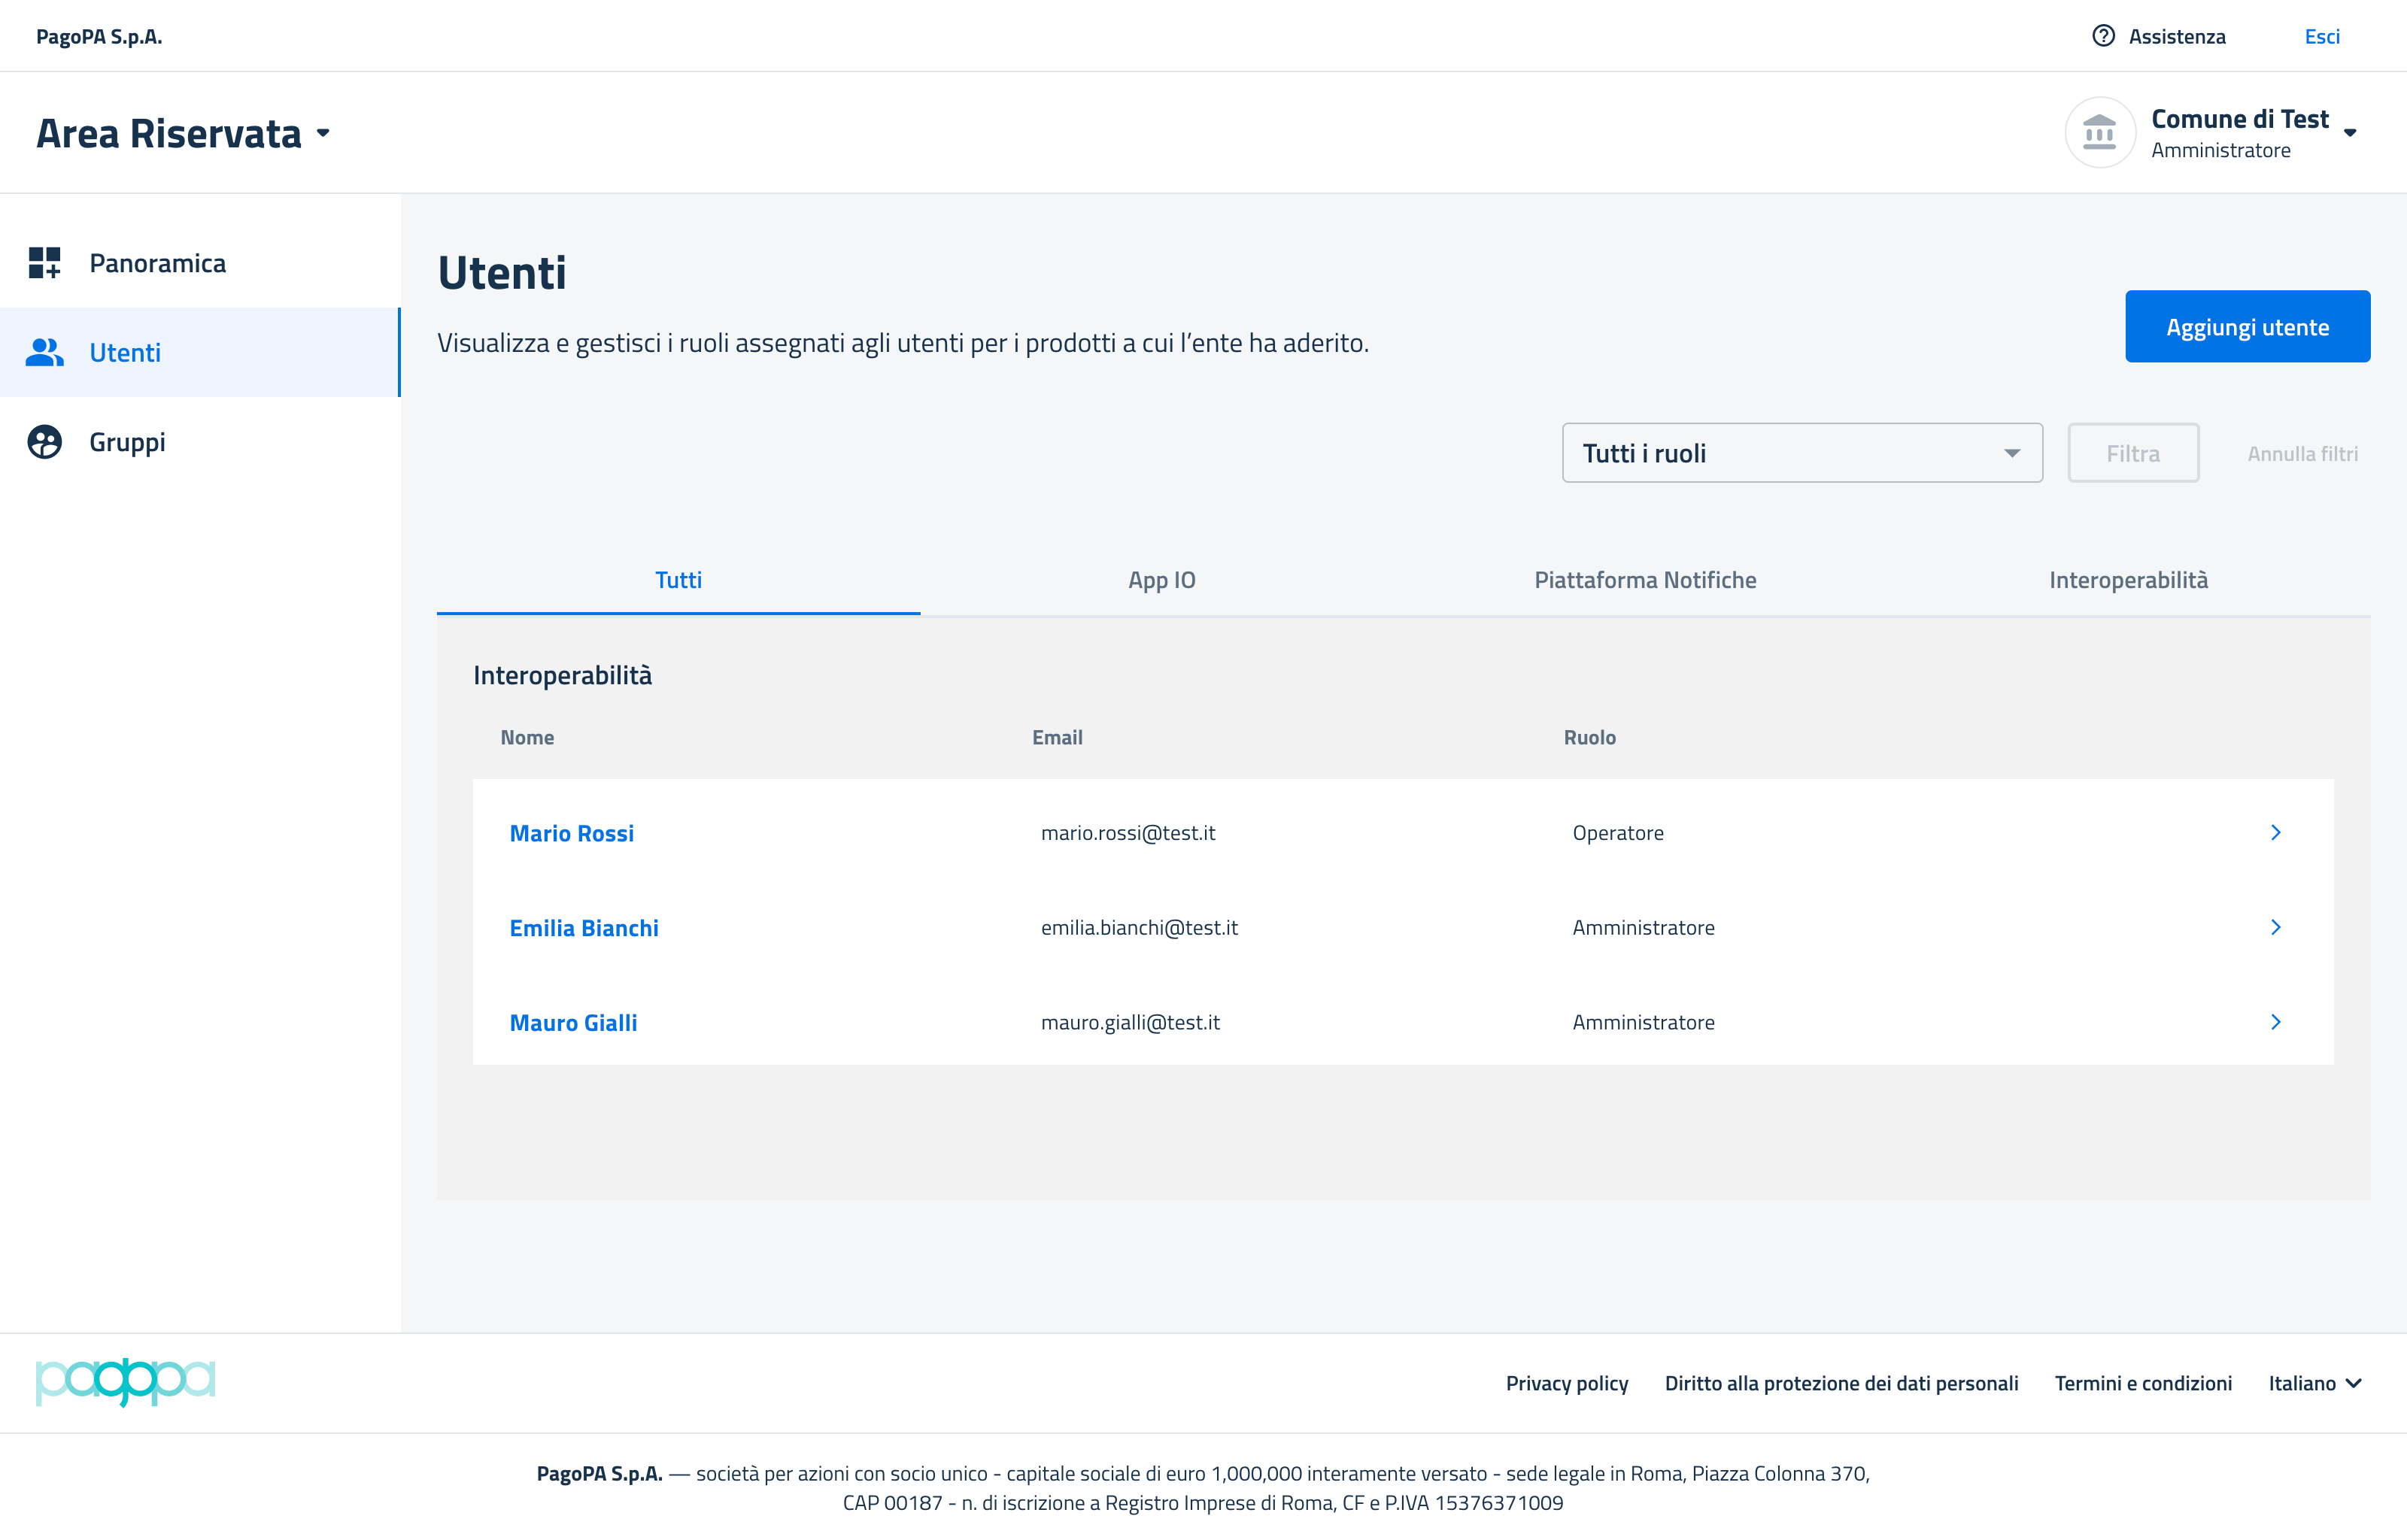 PagoPA S.p.A.
Assistenza
Esci
Area Riservata
Comune di Test
Amministratore
Panoramica
Utenti
Gruppi
Utenti
Visualizza e gestisci i ruoli assegnati agli utenti per i prodotti a cui l’ente ha aderito.
Aggiungi utente
Tutti i ruoli
Filtra
Annulla filtri
Tutti
App IO
Piattaforma Notifiche
Interoperabilità
Interoperabilità
Nome
Email
Ruolo
Mario Rossi
mario.rossi@test.it
Operatore
Emilia Bianchi
emilia.bianchi@test.it
Amministratore
Mauro Gialli
mauro.gialli@test.it
Amministratore
pagopa
Privacy policy
Diritto alla protezione dei dati personali
Termini e condizioni
Italiano
PagoPA S.p.A. — società per azioni con socio unico - capitale sociale di euro 1,000,000 interamente versato - sede legale in Roma, Piazza Colonna 370,
CAP 00187 - n. di iscrizione a Registro Imprese di Roma, CF e P.IVA 15376371009